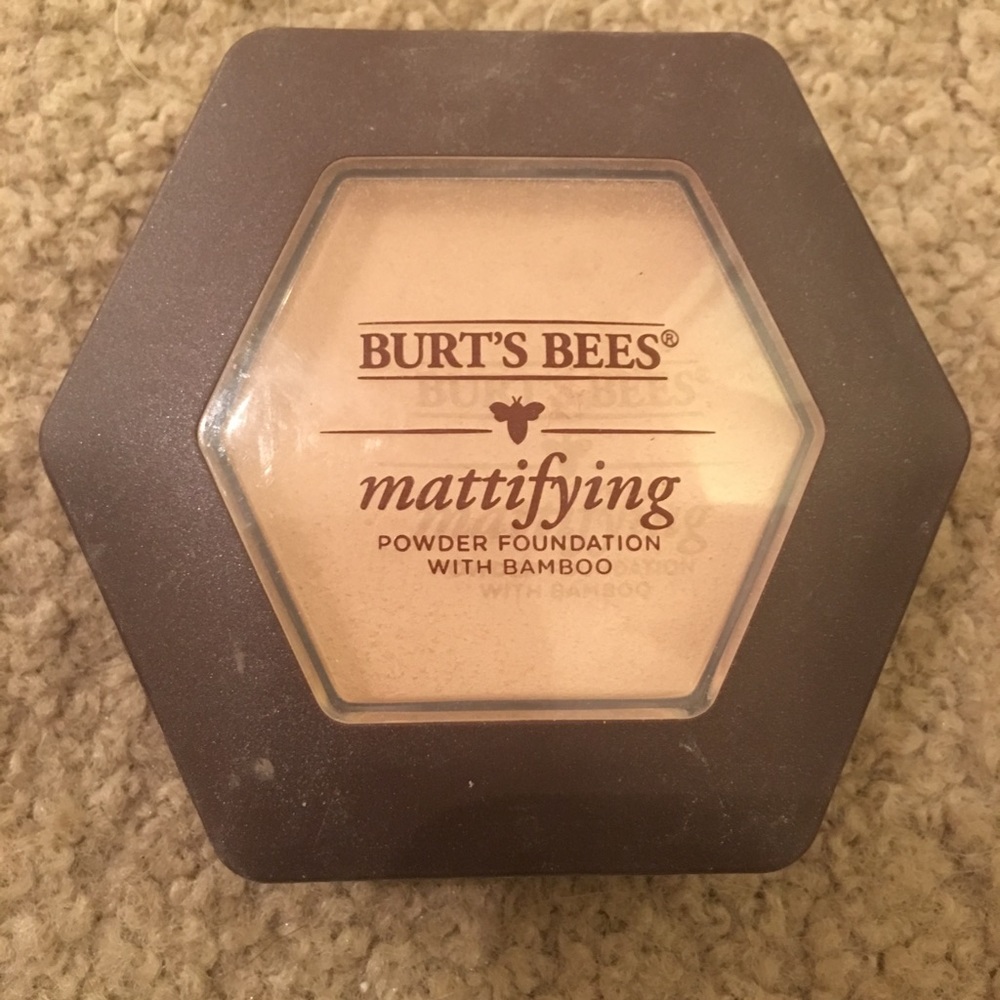 BURT'S BEES®
mattifying
POWDER FOUNDATION
WITH BAMBOO